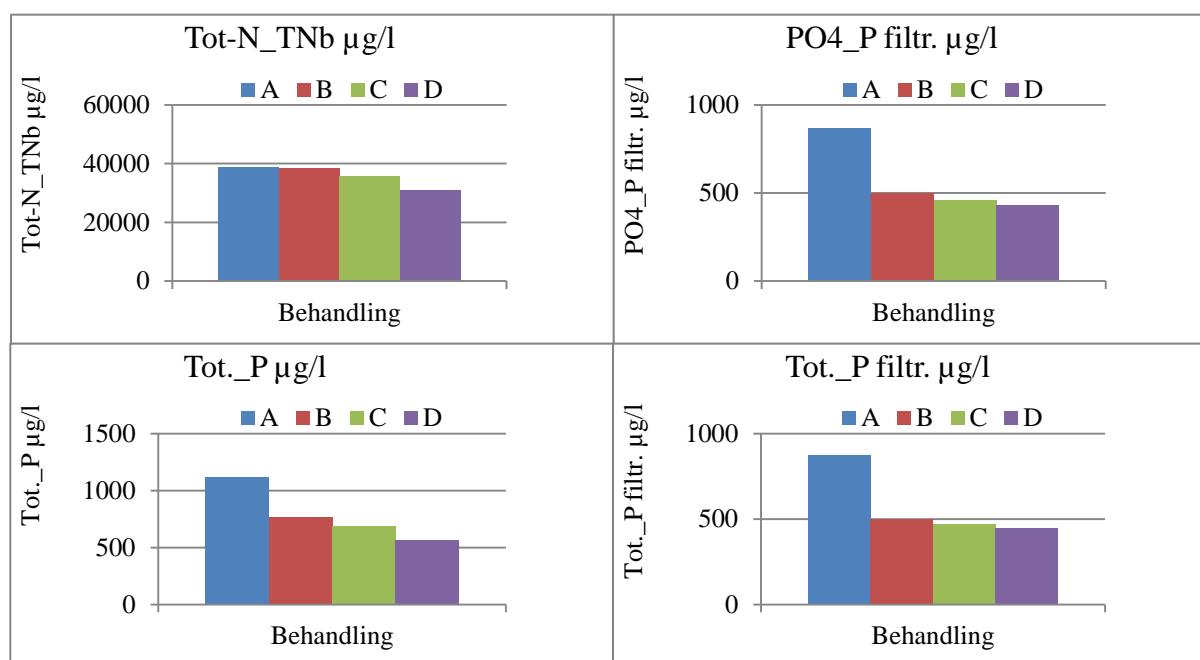 Tot-N_TNb µg/l
A B C D
Tot-N_TNb µg/l
60000
40000
20000
0
Behandling
PO4_P filtr. µg/l
A B C D
PO4_P filtr. µg/l
1000
500
0
Behandling
Tot._P µg/l
A B C D
Tot._P µg/l
1500
1000
500
0
Behandling
Tot._P filtr. µg/l
A B C D
Tot._P filtr. µg/l
1000
500
0
Behandling